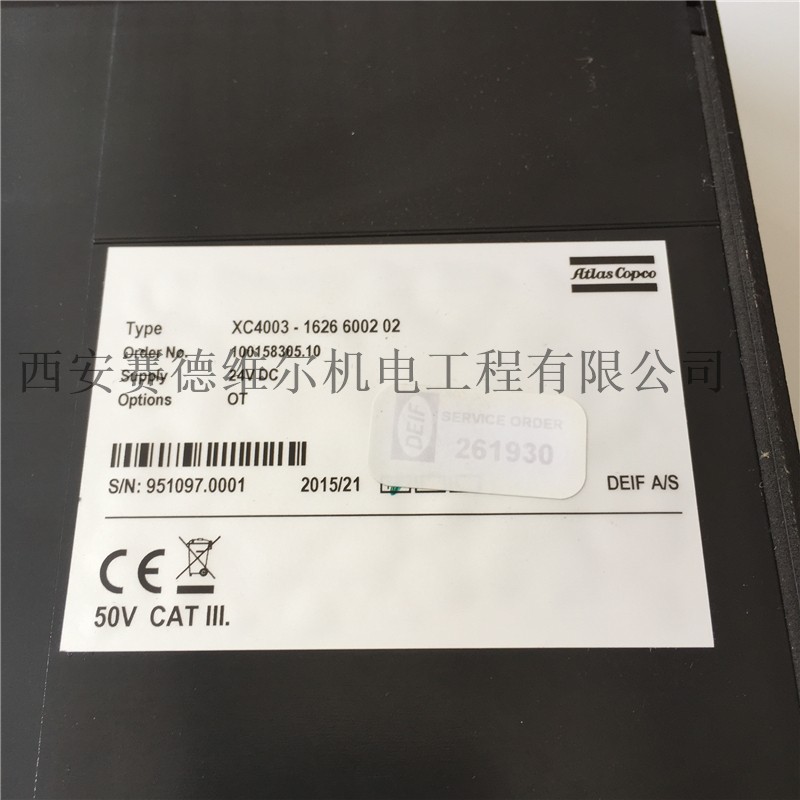 Atlas Copco
Type XC4003 - 1626 6002 02
Order No. 100158305.10
西安赛德维尔机电工程有限公司
Supply 24VDC
Options OT
DEIF SERVICE ORDER
261930
S/N: 951097.0001 2015/21 DEIF A/S
CE
50V CAT III.